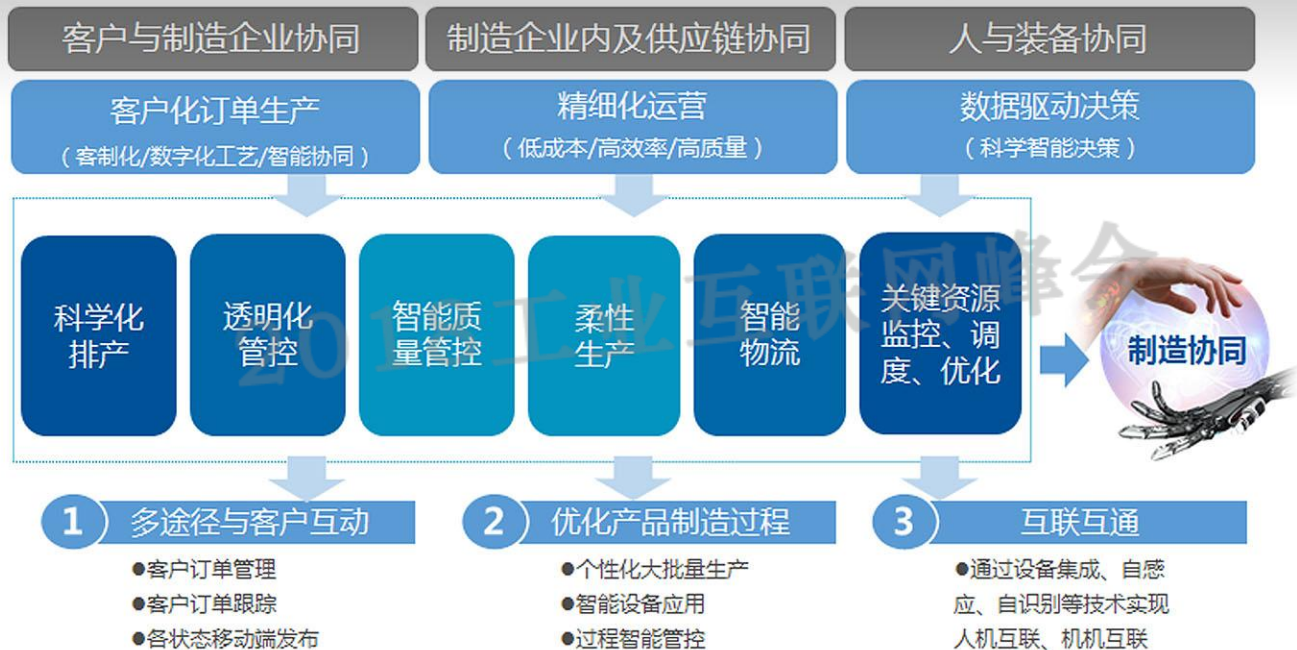 客户与制造企业协同
制造企业内及供应链协同
人与装备协同
客户化订单生产
（客制化/数字化工艺/智能协同）
精细化运营
（低成本/高效率/高质量）
数据驱动决策
（科学智能决策）
科学化
排产
透明化
管控
智能质
量管控
柔性
生产
智能
物流
关键资源
监控、调
度、优化
制造协同
工业互联网峰会
1 多途径与客户互动
●客户订单管理
●客户订单跟踪
●各状态移动端发布
2 优化产品制造过程
●个性化大批量生产
●智能设备应用
●过程智能管控
3 互联互通
●通过设备集成、自感
应、自识别等技术实现
人机互联、机机互联